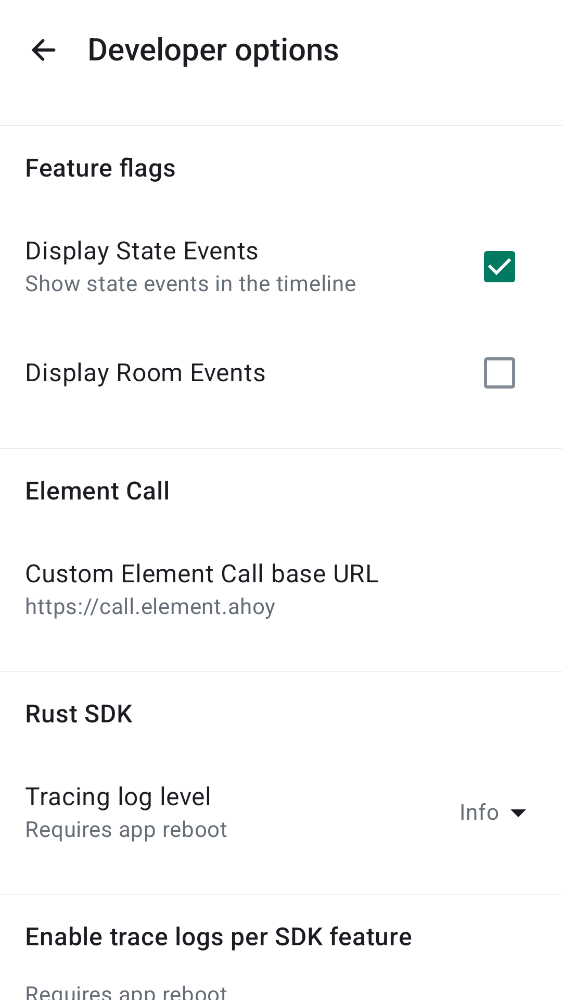 Developer options
Feature flags
Display State Events
Show state events in the timeline
Display Room Events
Element Call
Custom Element Call base URL
https://call.element.ahoy
Rust SDK
Tracing log level
Requires app reboot
Info
Enable trace logs per SDK feature
Requires app reboot